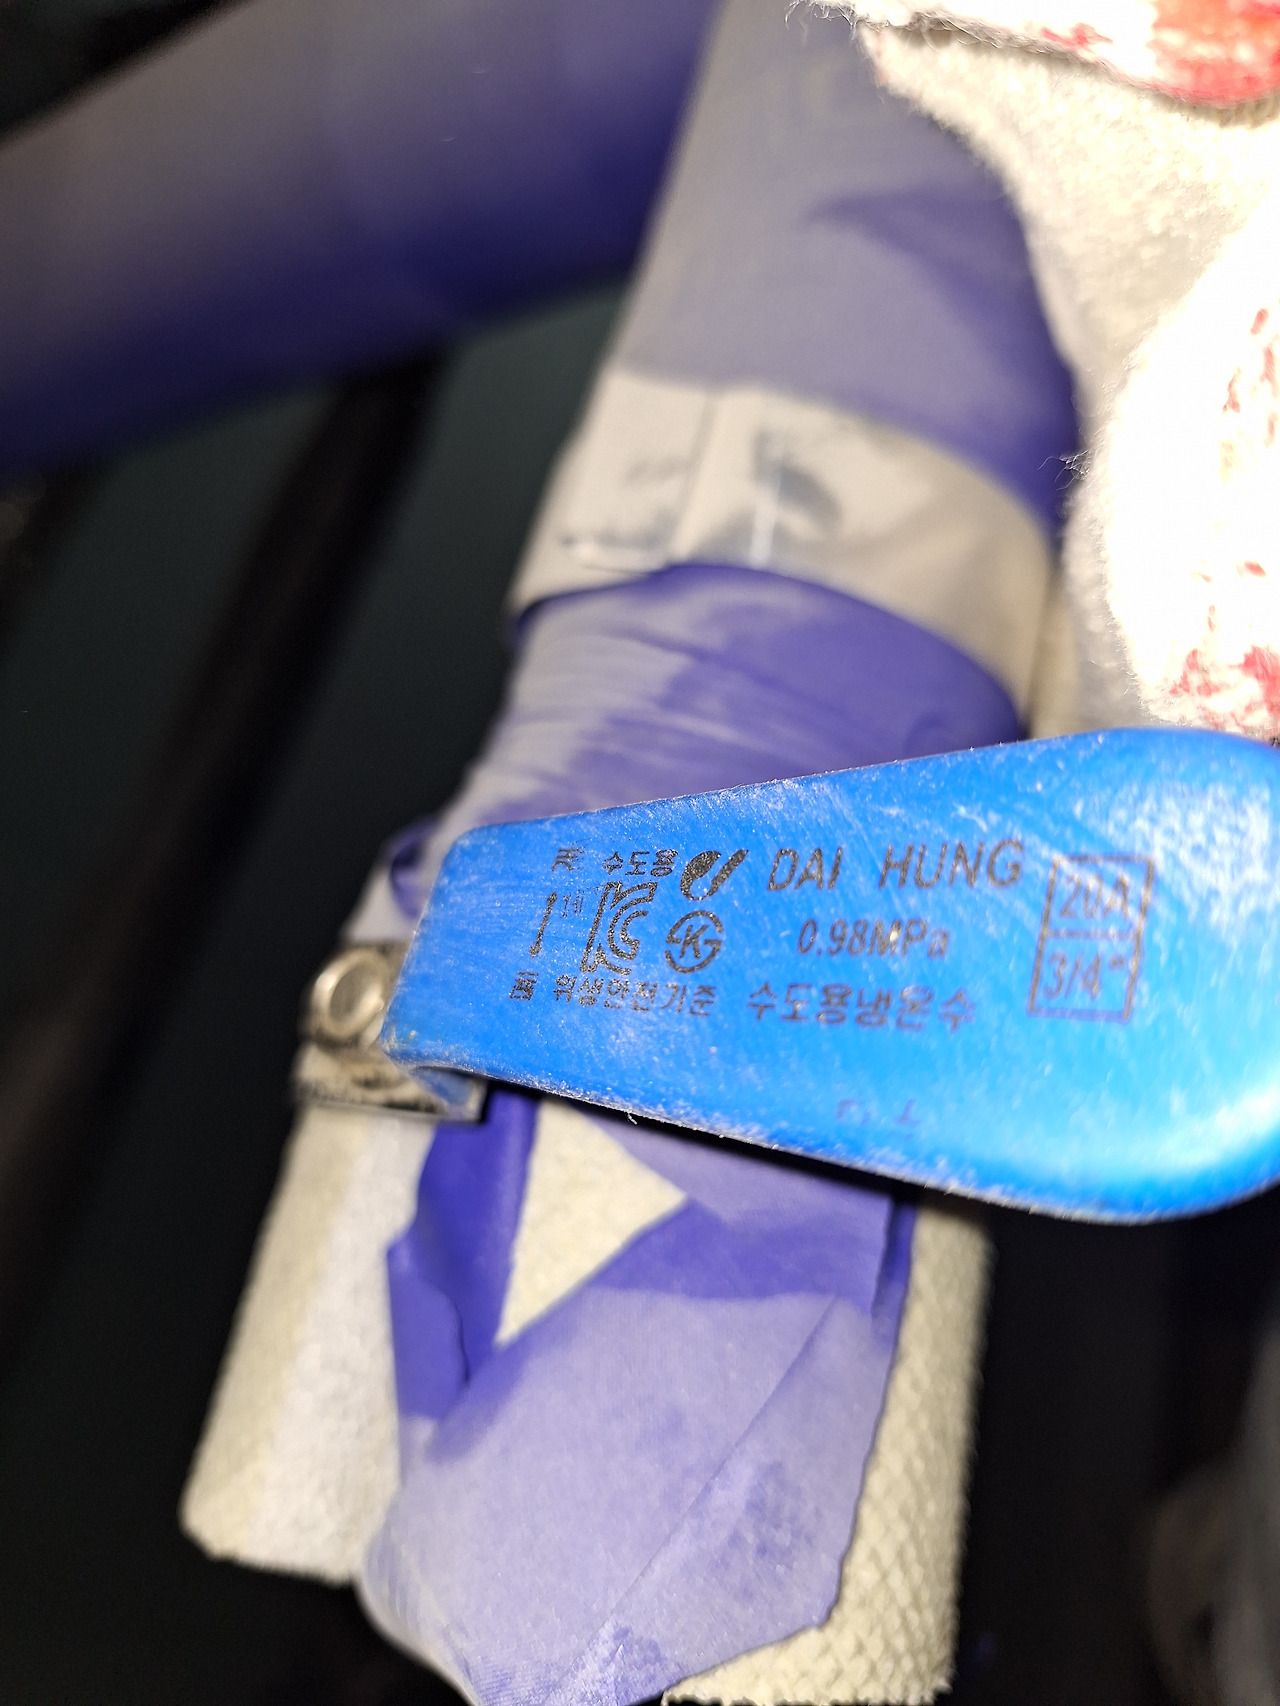 수도용 DAI HUNG 20A
KC K 0.98MPa 3/4"
위생안전기준 수도용냉온수